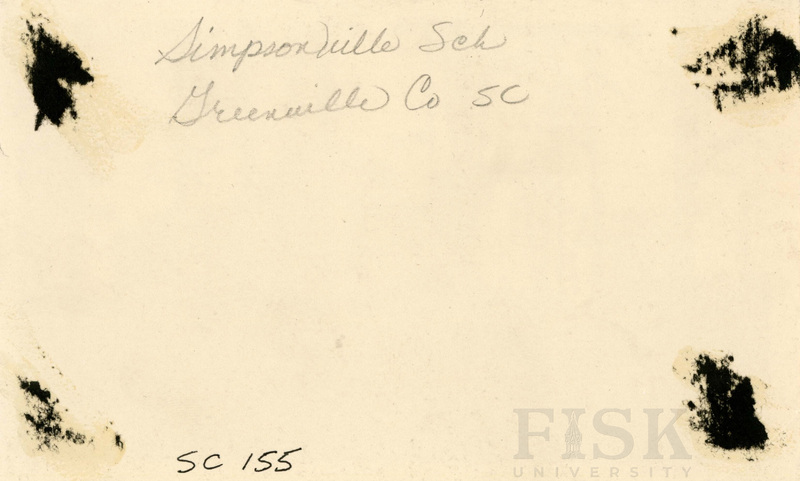 Simpsonville Sch
Greenville Co SC
SC 155
FISK
UNIVERSITY